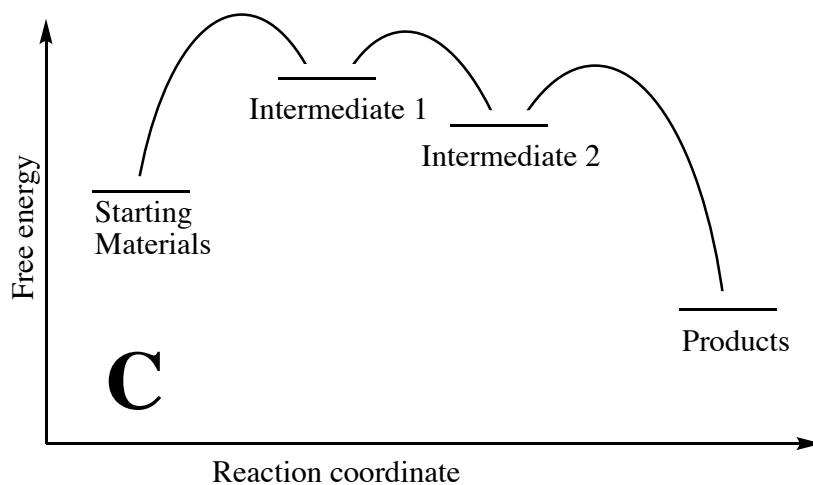 Free energy
Intermediate 1
Intermediate 2
Starting
Materials
Products
C
Reaction coordinate